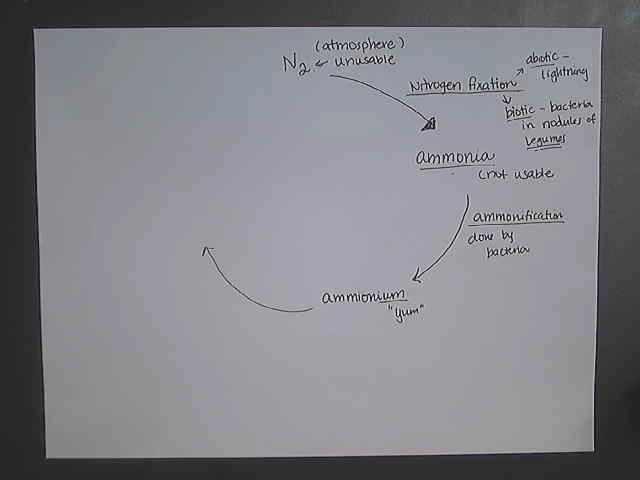 (atmosphere)
N2 ← unusable
Nitrogen fixation
abiotic -
lightning
biotic - bacteria
in nodules of
legumes
ammonia
(not usable
ammonification
done by
bacteria
ammionium
"yum"